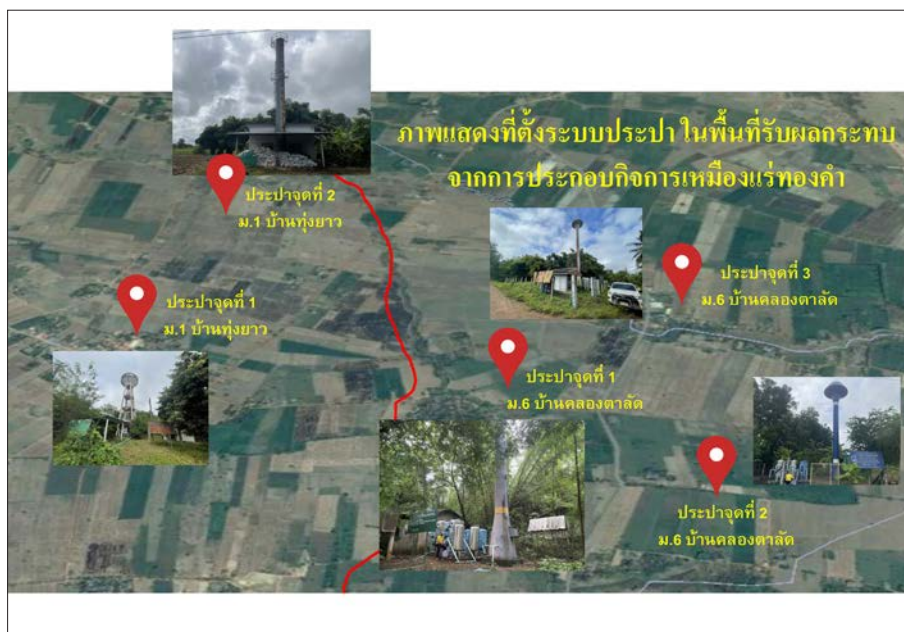 ภาพแสดงที่ตั้งระบบประปา ในพื้นที่รับผลกระทบ
จากการประกอบกิจการเหมืองแร่ทองคำ
ประปาจุดที่ 2
ม.1 บ้านทุ่งยาว
ประปาจุดที่ 3
ม.6 บ้านคลองตาลัด
ประปาจุดที่ 1
ม.1 บ้านทุ่งยาว
ประปาจุดที่ 1
ม.6 บ้านคลองตาลัด
ประปาจุดที่ 2
ม.6 บ้านคลองตาลัด